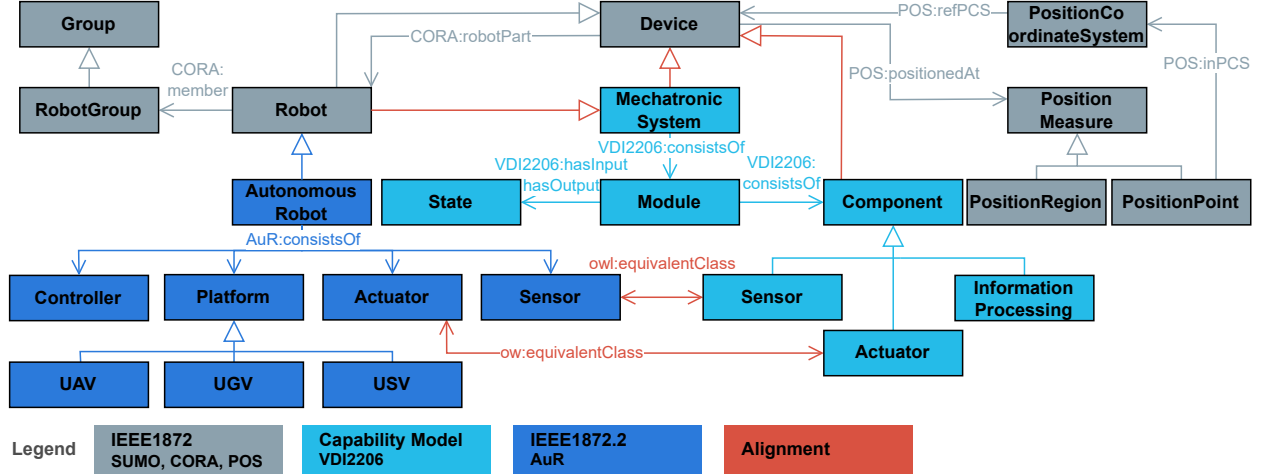 Group
Device
POS:refPCS
PositionCo
ordinateSystem
CORA:robotPart
CORA:
member
POS:positionedAt
POS:inPCS
RobotGroup
Robot
Mechatronic
System
Position
Measure
VDI2206:consistsOf
VDI2206:hasInput
hasOutput
VDI2206:
consistsOf
Autonomous
Robot
State
Module
Component
PositionRegion
PositionPoint
AuR:consistsOf
owl:equivalentClass
Controller
Platform
Actuator
Sensor
Sensor
Information
Processing
ow:equivalentClass
Actuator
UAV
UGV
USV
Legend
IEEE1872
SUMO, CORA, POS
Capability Model
VDI2206
IEEE1872.2
AuR
Alignment